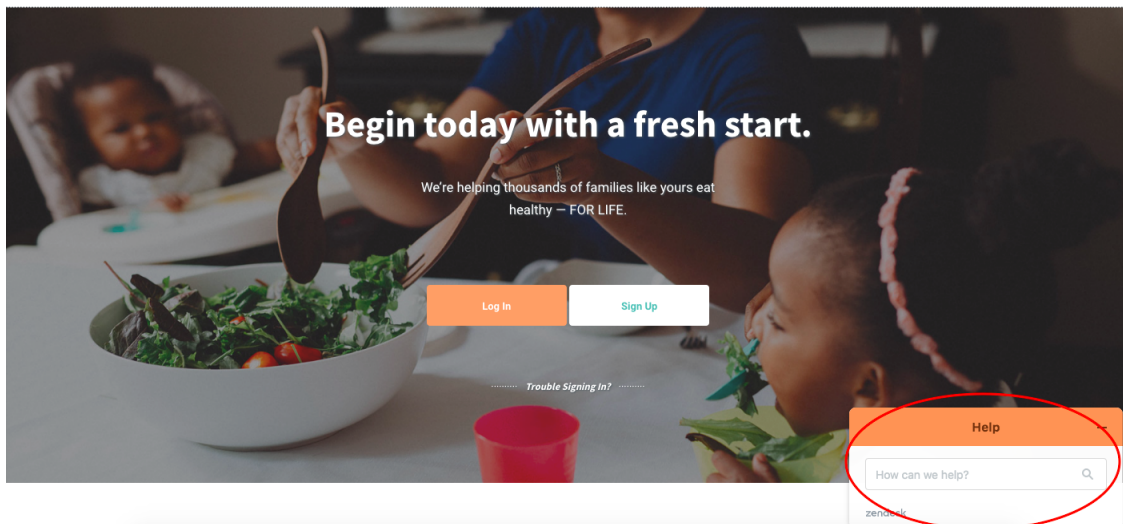 Begin today with a fresh start.
We're helping thousands of families like yours eat
healthy — FOR LIFE.
Log In
Sign Up
Trouble Signing In?
Help
How can we help?
zendesk